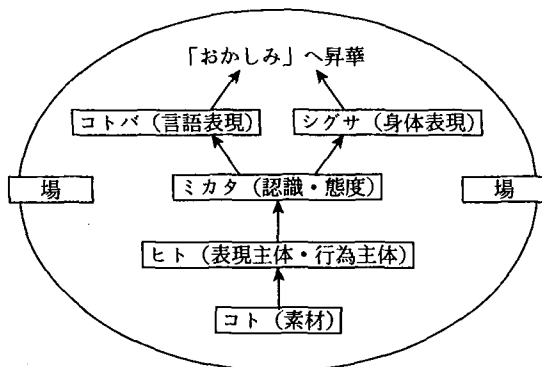 「おかしみ」へ昇華
コトバ（言語表現） シグサ（身体表現）
場 ミカタ（認識・態度） 場
ヒト（表現主体・行為主体）
コト（素材）